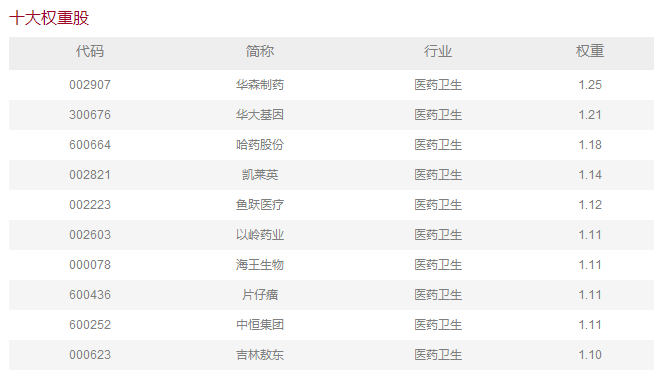 十大权重股
代码 简称 行业 权重
002907 华森制药 医药卫生 1.25
300676 华大基因 医药卫生 1.21
600664 哈药股份 医药卫生 1.18
002821 凯莱英 医药卫生 1.14
002223 鱼跃医疗 医药卫生 1.12
002603 以岭药业 医药卫生 1.11
000078 海王生物 医药卫生 1.11
600436 片仔癀 医药卫生 1.11
600252 中恒集团 医药卫生 1.11
000623 吉林敖东 医药卫生 1.10